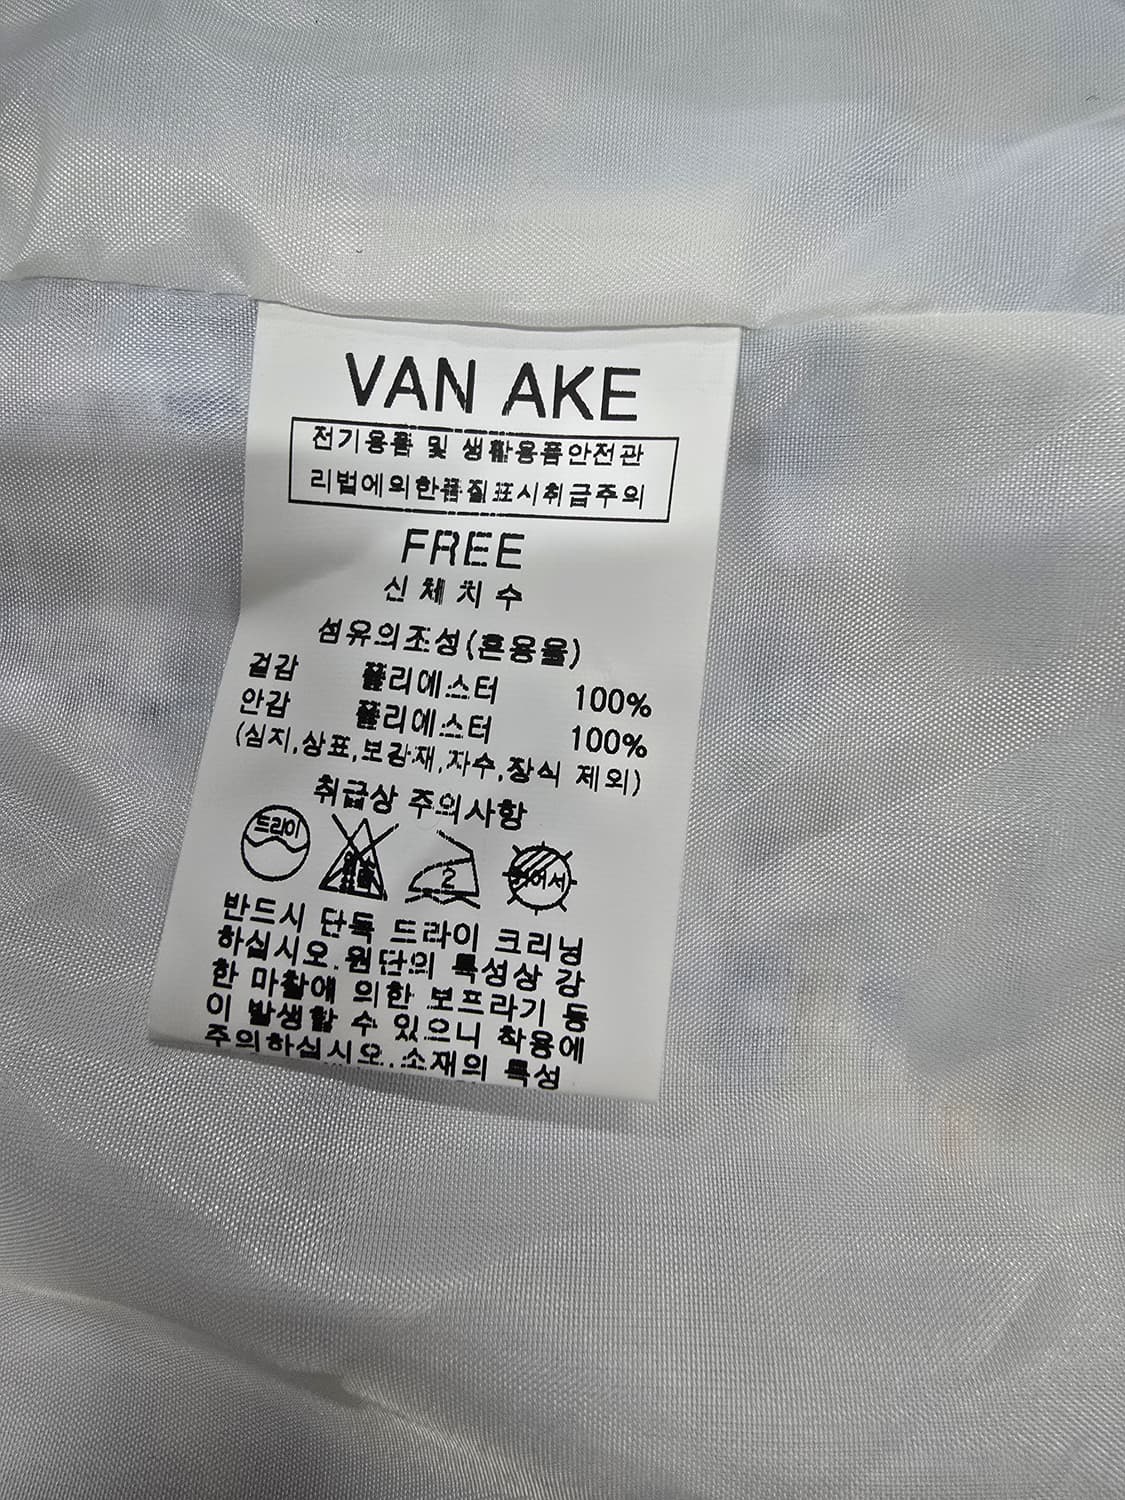 VAN AKE
전기용품 및 생활용품안전관
리법에의한품질표시취급주의
FREE
신체치수
섬유의조성(혼용율)
겉감 폴리에스터 100%
안감 폴리에스터 100%
(심지,상표,보강재,자수,장식 제외)
취급상 주의사항
드라이 염소 표백 2 뉘어서
반드시 단독 드라이 크리닝
하십시오.원단의 특성상 강
한 마찰에 의한 보프라기 등
이 발생할 수 있으니 착용에
주의하십시오.소재의 특성